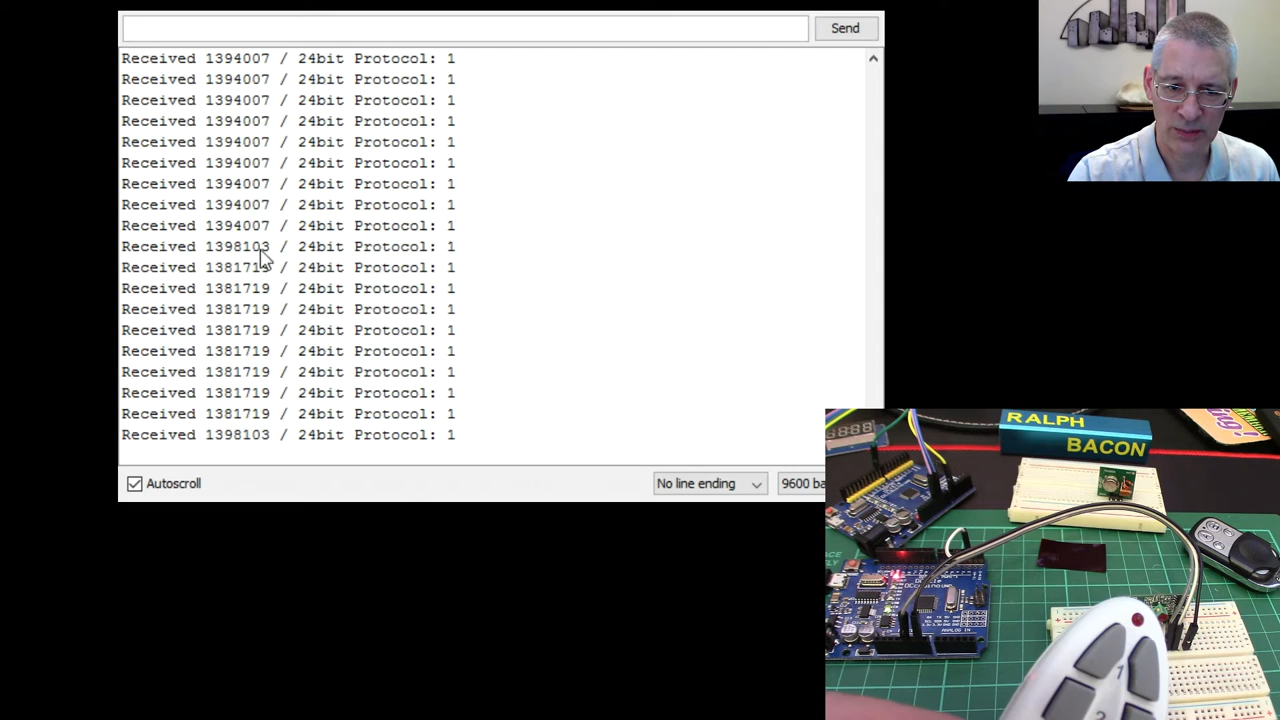 Send
Received 1394007 / 24bit Protocol: 1
Received 1394007 / 24bit Protocol: 1
Received 1394007 / 24bit Protocol: 1
Received 1394007 / 24bit Protocol: 1
Received 1394007 / 24bit Protocol: 1
Received 1394007 / 24bit Protocol: 1
Received 1394007 / 24bit Protocol: 1
Received 1394007 / 24bit Protocol: 1
Received 1394007 / 24bit Protocol: 1
Received 1398103 / 24bit Protocol: 1
Received 1381719 / 24bit Protocol: 1
Received 1381719 / 24bit Protocol: 1
Received 1381719 / 24bit Protocol: 1
Received 1381719 / 24bit Protocol: 1
Received 1381719 / 24bit Protocol: 1
Received 1381719 / 24bit Protocol: 1
Received 1381719 / 24bit Protocol: 1
Received 1381719 / 24bit Protocol: 1
Received 1398103 / 24bit Protocol: 1
Autoscroll
No line ending
9600 ba
RALPH
BACON
ANALOG IN
1
2